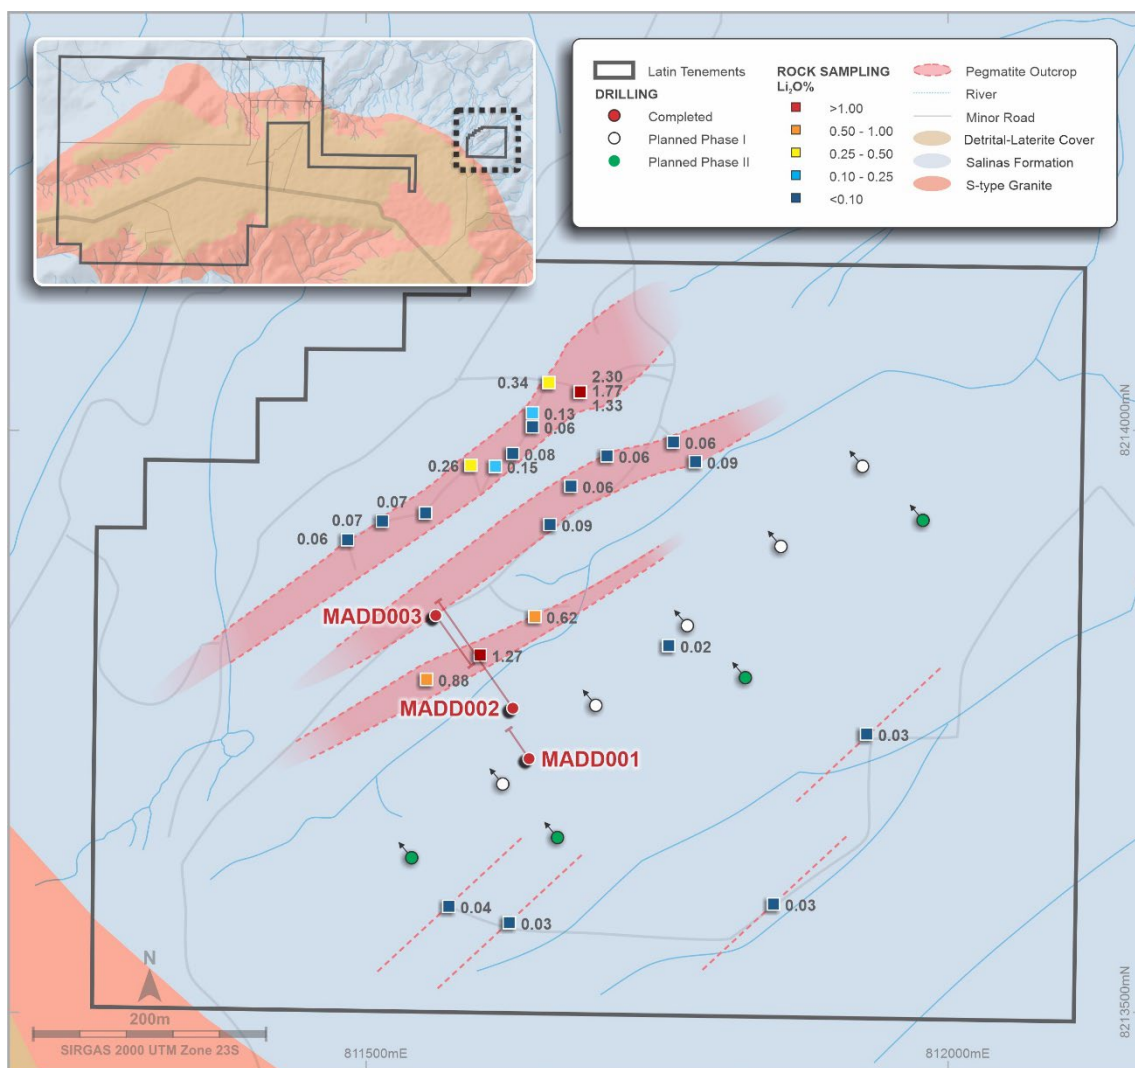 Latin Tenements
DRILLING
Completed
Planned Phase I
Planned Phase II
ROCK SAMPLING
Li₂O%
>1.00
0.50 - 1.00
0.25 - 0.50
0.10 - 0.25
<0.10
Pegmatite Outcrop
River
Minor Road
Detrital-Laterite Cover
Salinas Formation
S-type Granite
0.34
2.30
1.77
1.33
0.13
0.06
0.08
0.26
0.15
0.07
0.07
0.06
0.06
0.09
0.06
0.06
0.09
8214000mN
MADD003
0.62
1.27
0.88
0.02
MADD002
MADD001
0.03
0.04
0.03
0.03
N
200m
SIRGAS 2000 UTM Zone 23S
811500mE
812000mE
8213500mN